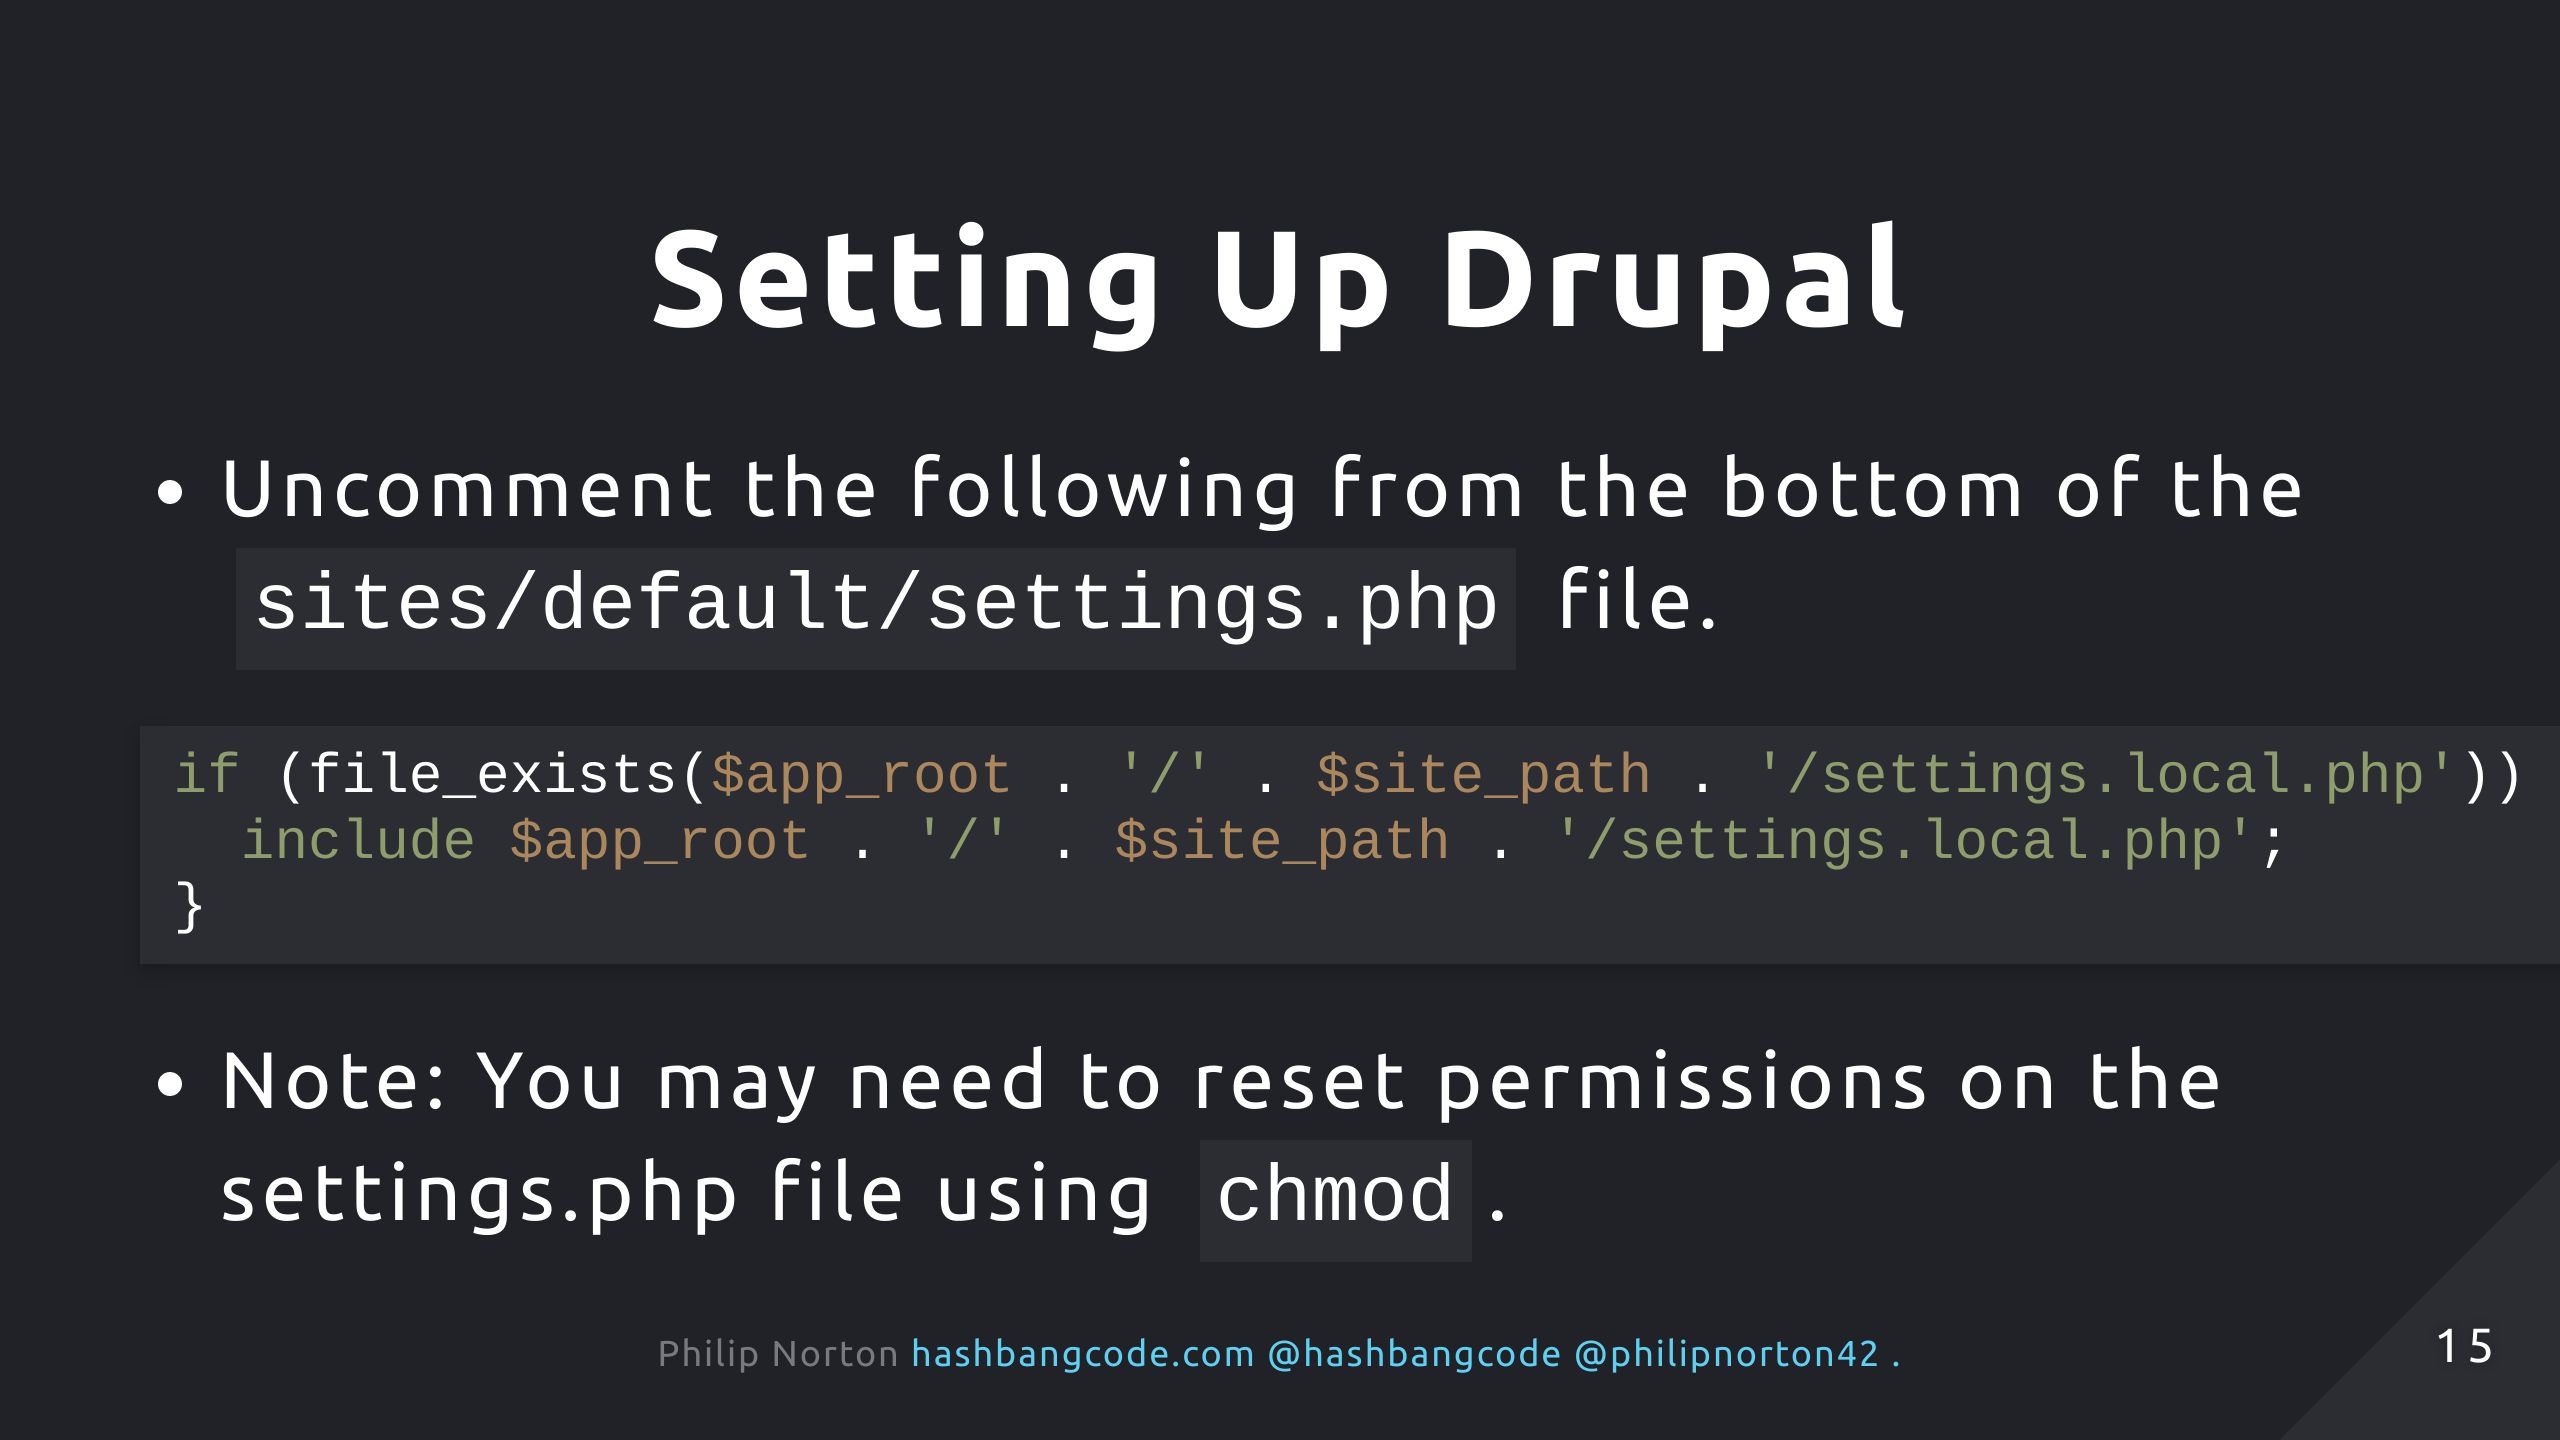 Setting Up Drupal
• Uncomment the following from the bottom of the
sites/default/settings.php file.
if (file_exists($app_root . '/' . $site_path . '/settings.local.php'))
  include $app_root . '/' . $site_path . '/settings.local.php';
}
• Note: You may need to reset permissions on the
settings.php file using chmod .
Philip Norton hashbangcode.com @hashbangcode @philipnorton42 .
15